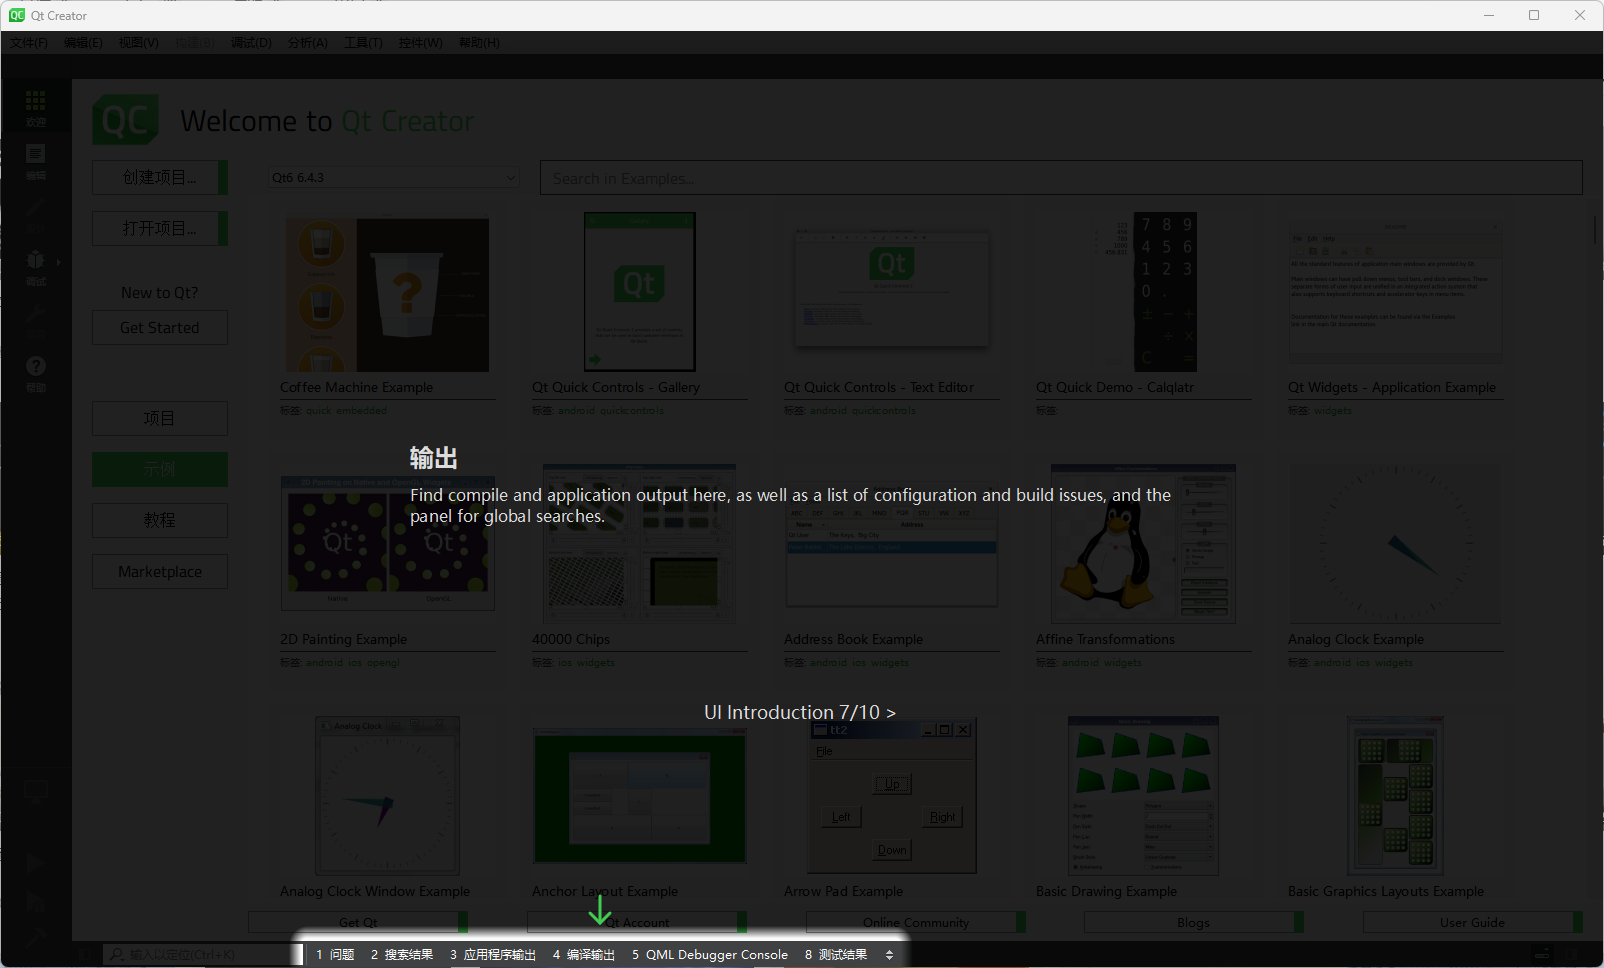 Qt Creator
文件(F) 编辑(E) 视图(V) 构建(B) 调试(D) 分析(A) 工具(T) 控件(W) 帮助(H)
欢迎
编辑
调试
帮助
QC Welcome to Qt Creator
创建项目...
打开项目...
New to Qt?
Get Started
项目
示例
教程
Marketplace
Qt6 6.4.3
Search in Examples...
Coffee Machine Example
标签: quick embedded
Qt Quick Controls - Gallery
标签: android quickcontrols
Qt Quick Controls - Text Editor
标签: android quickcontrols
Qt Quick Demo - Calqlatr
标签:
Qt Widgets - Application Example
标签: widgets
输出
Find compile and application output here, as well as a list of configuration and build issues, and the
panel for global searches.
2D Painting Example
标签: android ios opengl
40000 Chips
标签: ios widgets
Address Book Example
标签: android ios widgets
Affine Transformations
标签: android widgets
Analog Clock Example
标签: android ios widgets
UI Introduction 7/10 >
Analog Clock
tt2
File
Up
Left
Right
Down
Analog Clock Window Example
Anchor Layout Example
Arrow Pad Example
Basic Drawing Example
Basic Graphics Layouts Example
Get Qt
Qt Account
Online Community
Blogs
User Guide
输入以定位(Ctrl+K)
1 问题 2 搜索结果 3 应用程序输出 4 编译输出 5 QML Debugger Console 8 测试结果